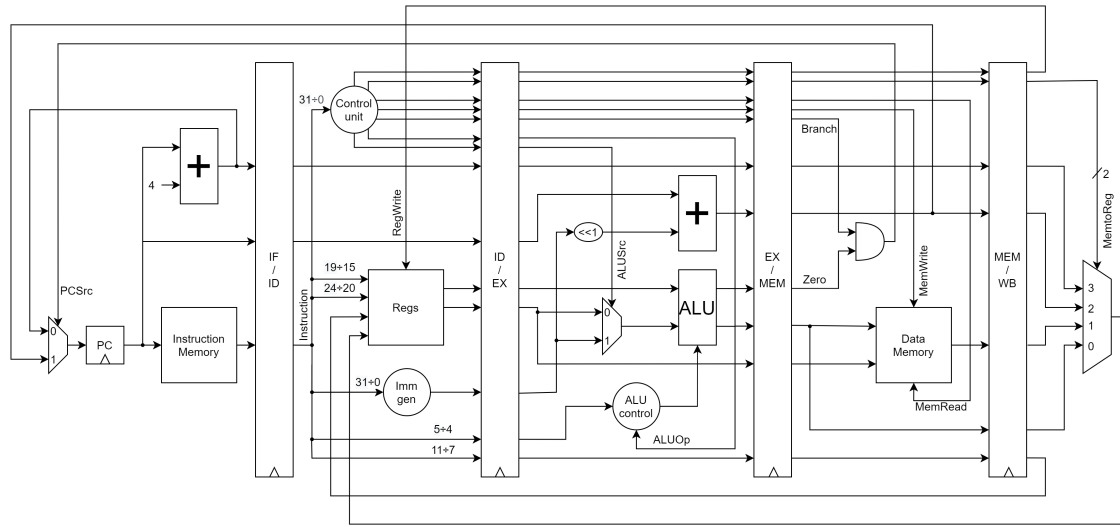 31÷0
Control
unit
Branch
+
4
2
RegWrite
MemtoReg
<<1
+
IF
/
ID
19÷15
24÷20
ID
/
EX
ALUSrc
EX
/
MEM
Zero
MemWrite
MEM
/
WB
PCSrc
Instruction
Regs
ALU
3
2
1
0
0
1
PC
Instruction
Memory
0
1
Data
Memory
31÷0
Imm
gen
ALU
control
MemRead
5÷4
11÷7
ALUOp